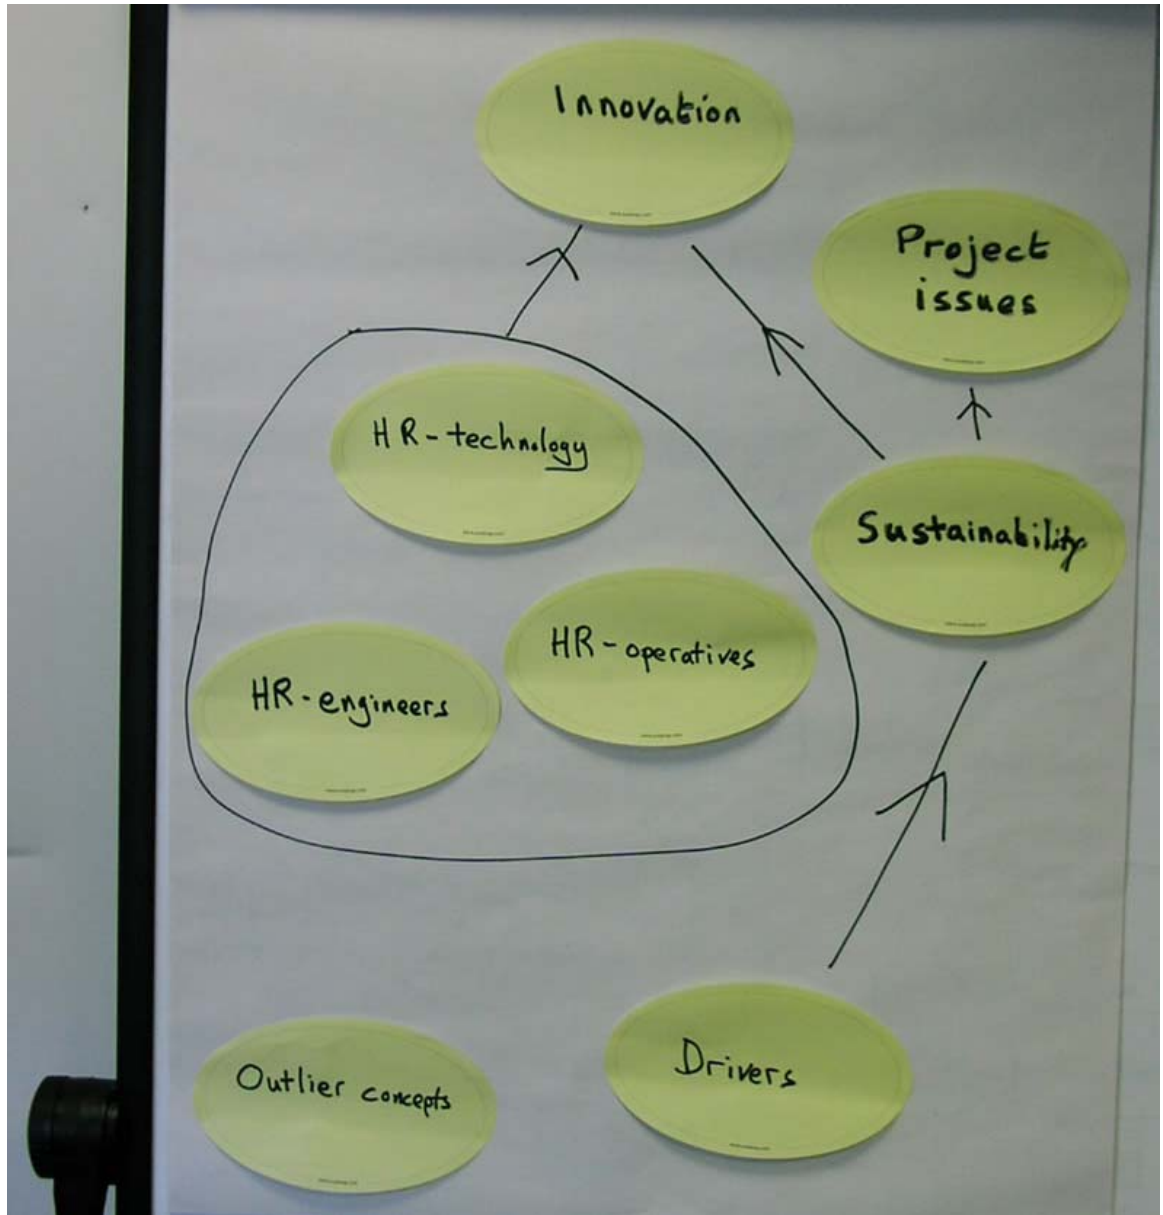 Innovation
Project
issues
HR-technology
Sustainability
HR-operatives
HR-engineers
Drivers
Outlier concepts